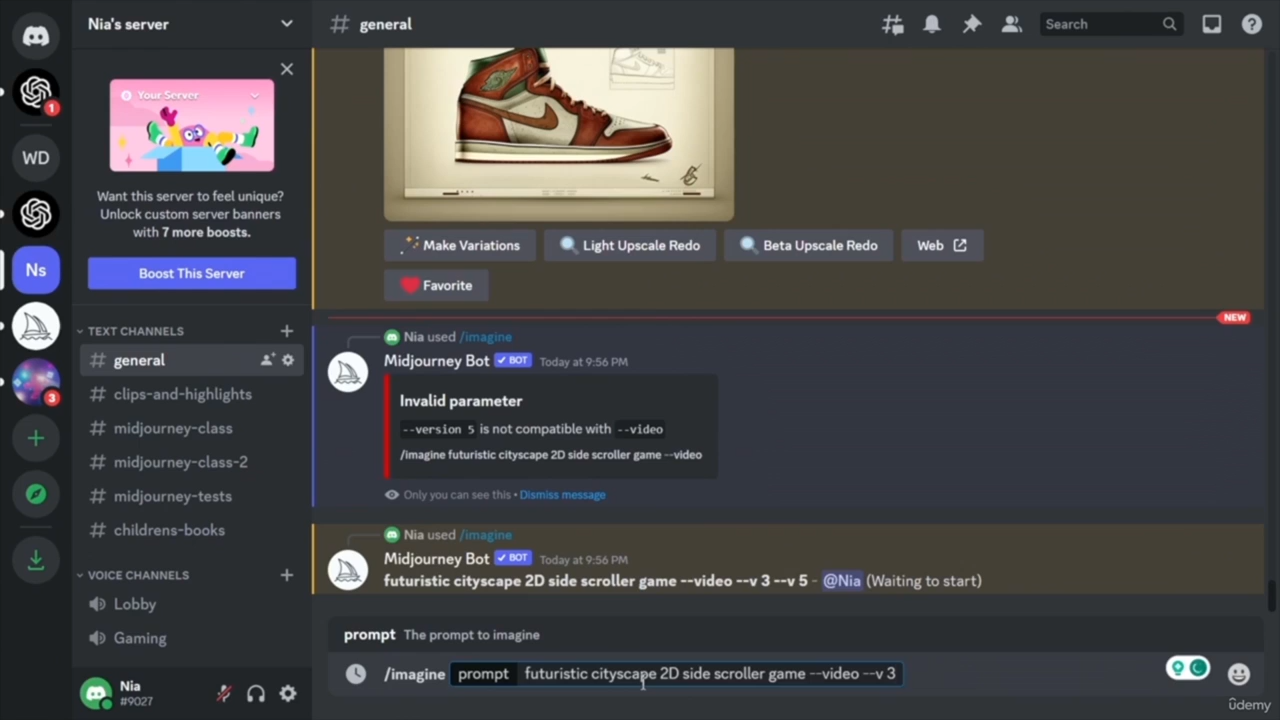 Nia's server
general
Search
1
Your Server
WD
Want this server to feel unique?
Unlock custom server banners
with 7 more boosts.
Ns
Boost This Server
TEXT CHANNELS
general
clips-and-highlights
3
midjourney-class
midjourney-class-2
midjourney-tests
childrens-books
VOICE CHANNELS
Lobby
Gaming
Nia
#9027
Make Variations
Light Upscale Redo
Beta Upscale Redo
Web
Favorite
NEW
Nia used /imagine
Midjourney Bot BOT Today at 9:56 PM
Invalid parameter
--version 5 is not compatible with --video
/imagine futuristic cityscape 2D side scroller game --video
Only you can see this • Dismiss message
Nia used /imagine
Midjourney Bot BOT Today at 9:56 PM
futuristic cityscape 2D side scroller game --video --v 3 --v 5 - @Nia (Waiting to start)
prompt The prompt to imagine
/imagine prompt futuristic cityscape 2D side scroller game --video --v 3
ûdemy